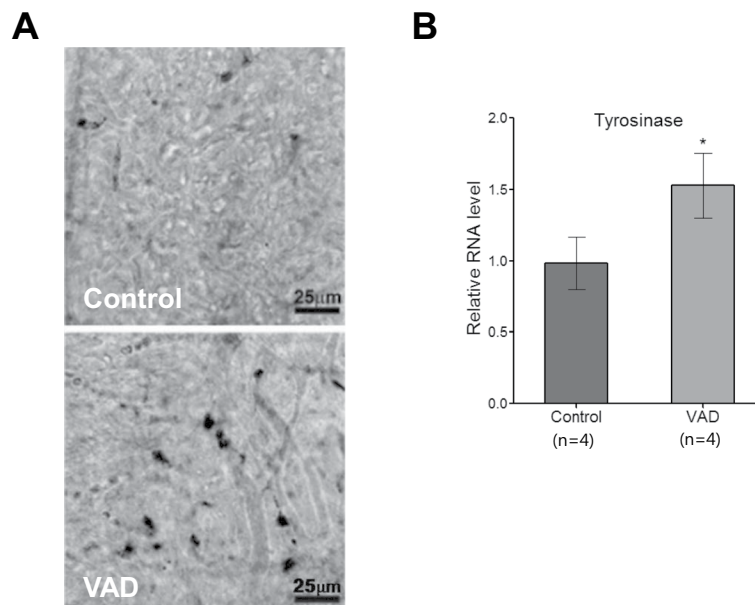 A
Control
25μm
VAD
25μm
B
Tyrosinase
*
Relative RNA level
2.0
1.5
1.0
0.5
0.0
Control
VAD
(n=4)
(n=4)